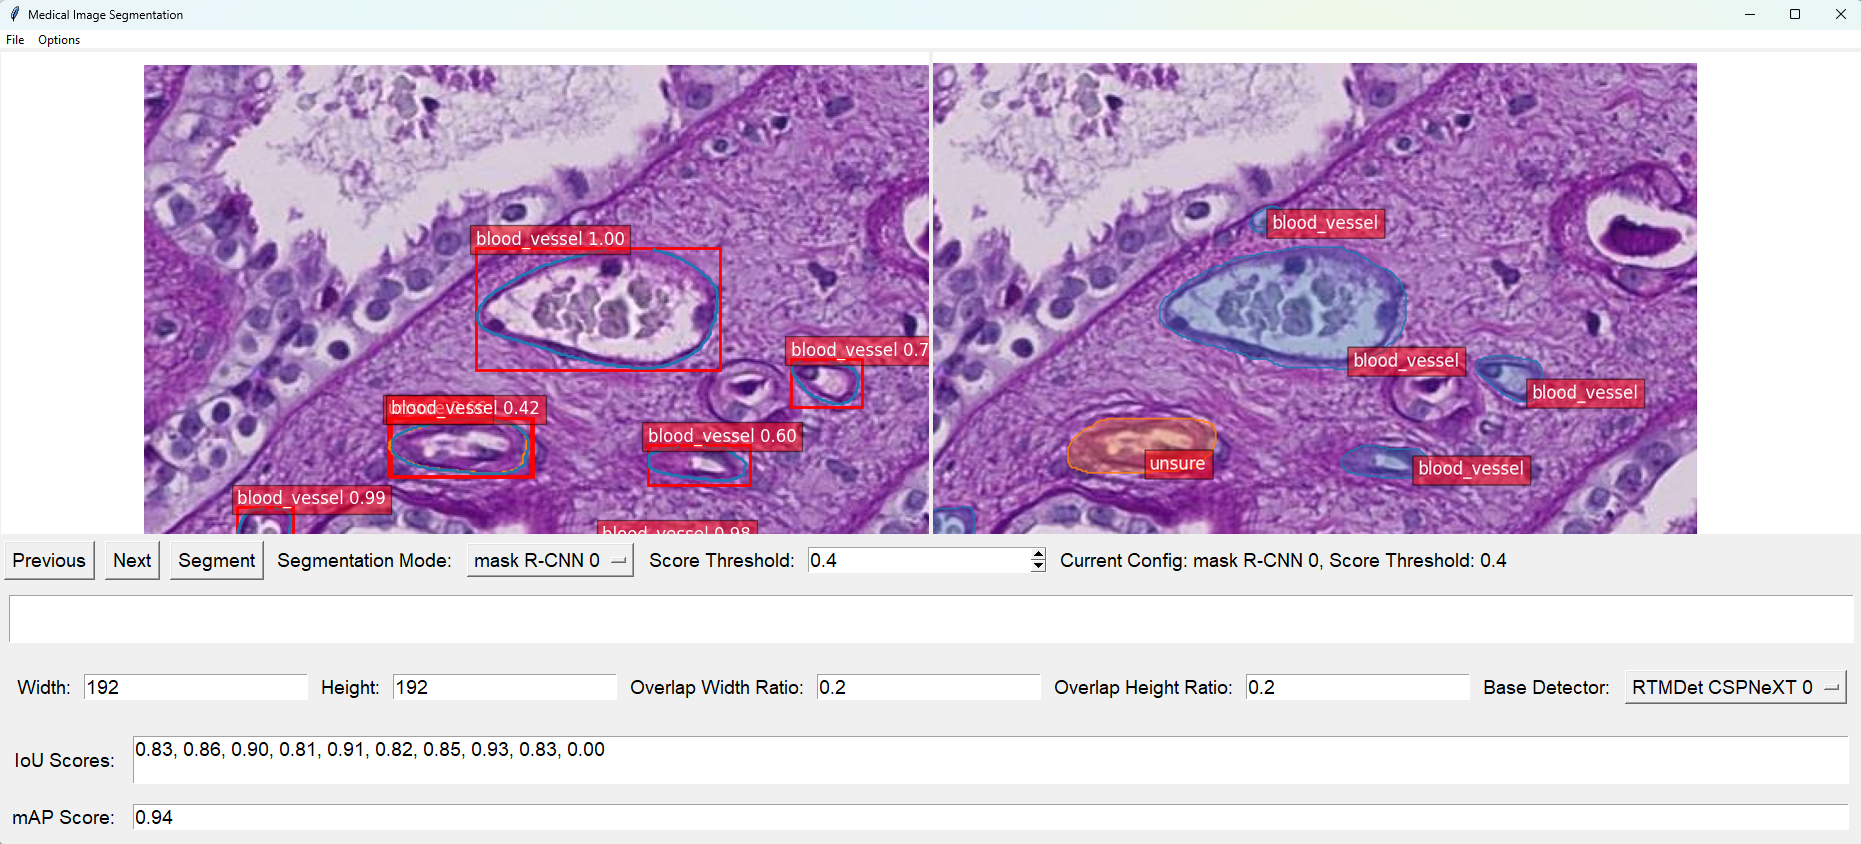 Medical Image Segmentation
File Options
blood_vessel 1.00
blood_vessel 0.7
blood_vessel 0.42
blood_vessel 0.60
blood_vessel 0.99
blood_vessel 0.98
blood_vessel
blood_vessel
blood_vessel
unsure
blood_vessel
Previous Next Segment Segmentation Mode: mask R-CNN 0 Score Threshold: 0.4 Current Config: mask R-CNN 0, Score Threshold: 0.4
Width: 192 Height: 192 Overlap Width Ratio: 0.2 Overlap Height Ratio: 0.2 Base Detector: RTMDet CSPNeXT 0
IoU Scores: 0.83, 0.86, 0.90, 0.81, 0.91, 0.82, 0.85, 0.93, 0.83, 0.00
mAP Score: 0.94